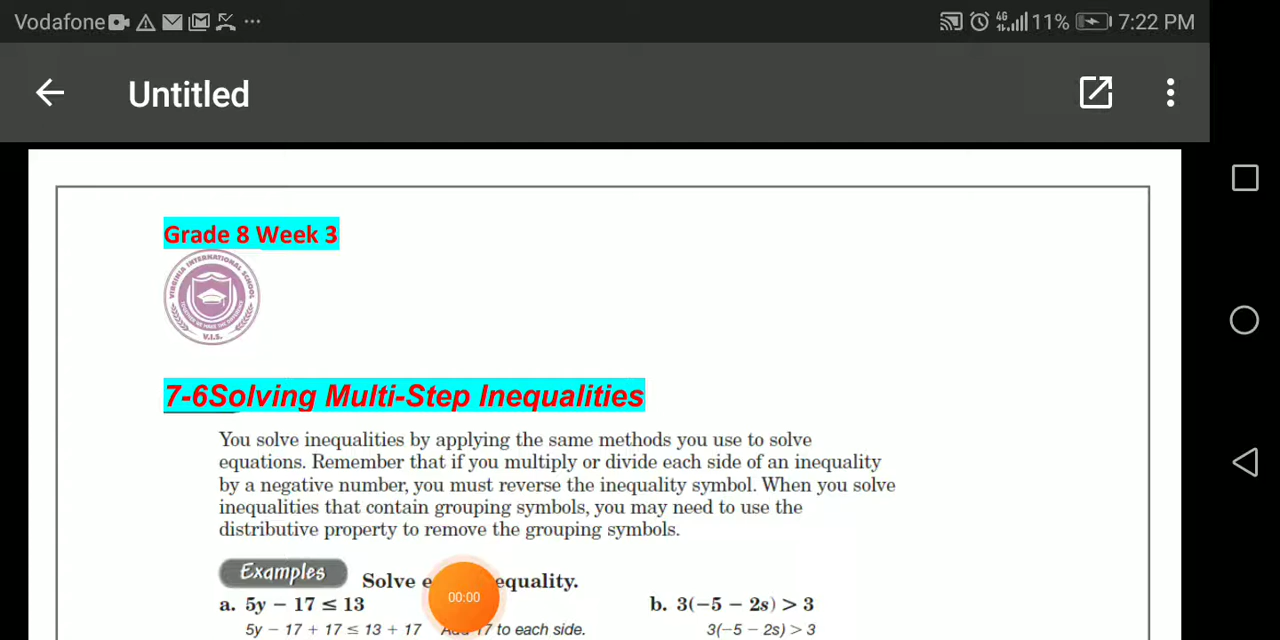 Vodafone ... 4G 11% 7:22 PM
Untitled
Grade 8 Week 3
VIRGINIA INTERNATIONAL SCHOOL
V.I.S.
7-6Solving Multi-Step Inequalities
You solve inequalities by applying the same methods you use to solve
equations. Remember that if you multiply or divide each side of an inequality
by a negative number, you must reverse the inequality symbol. When you solve
inequalities that contain grouping symbols, you may need to use the
distributive property to remove the grouping symbols.
Examples Solve e equality.
00:00
a. 5y − 17 ≤ 13 b. 3(−5 − 2s) > 3
5y − 17 + 17 ≤ 13 + 17 17 to each side. 3(−5 − 2s) > 3